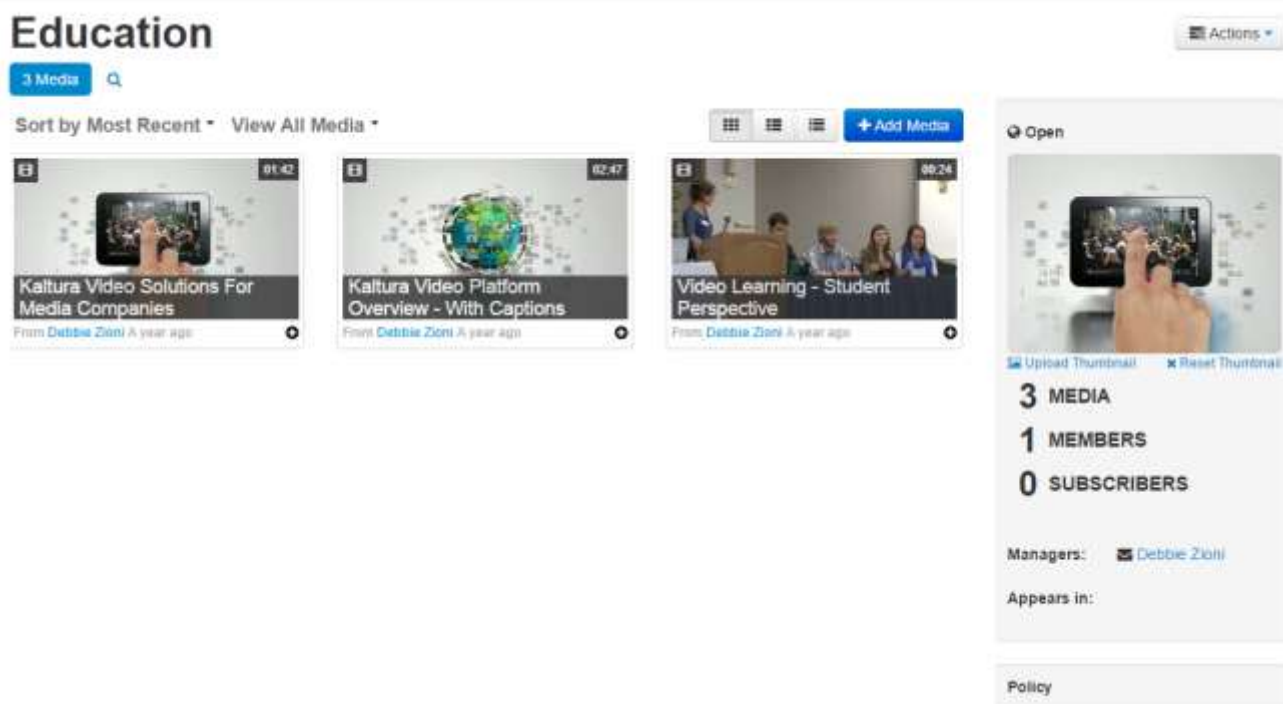 Education
Actions
3 Media
Sort by Most Recent View All Media
+ Add Media
Open
01:42
02:47
00:24
Kaltura Video Solutions For
Media Companies
From Debbie Zioni A year ago
Kaltura Video Platform
Overview - With Captions
From Debbie Zioni A year ago
Video Learning - Student
Perspective
From Debbie Zioni A year ago
Upload Thumbnail Reset Thumbnail
3 MEDIA
1 MEMBERS
0 SUBSCRIBERS
Managers: Debbie Zioni
Appears in:
Policy